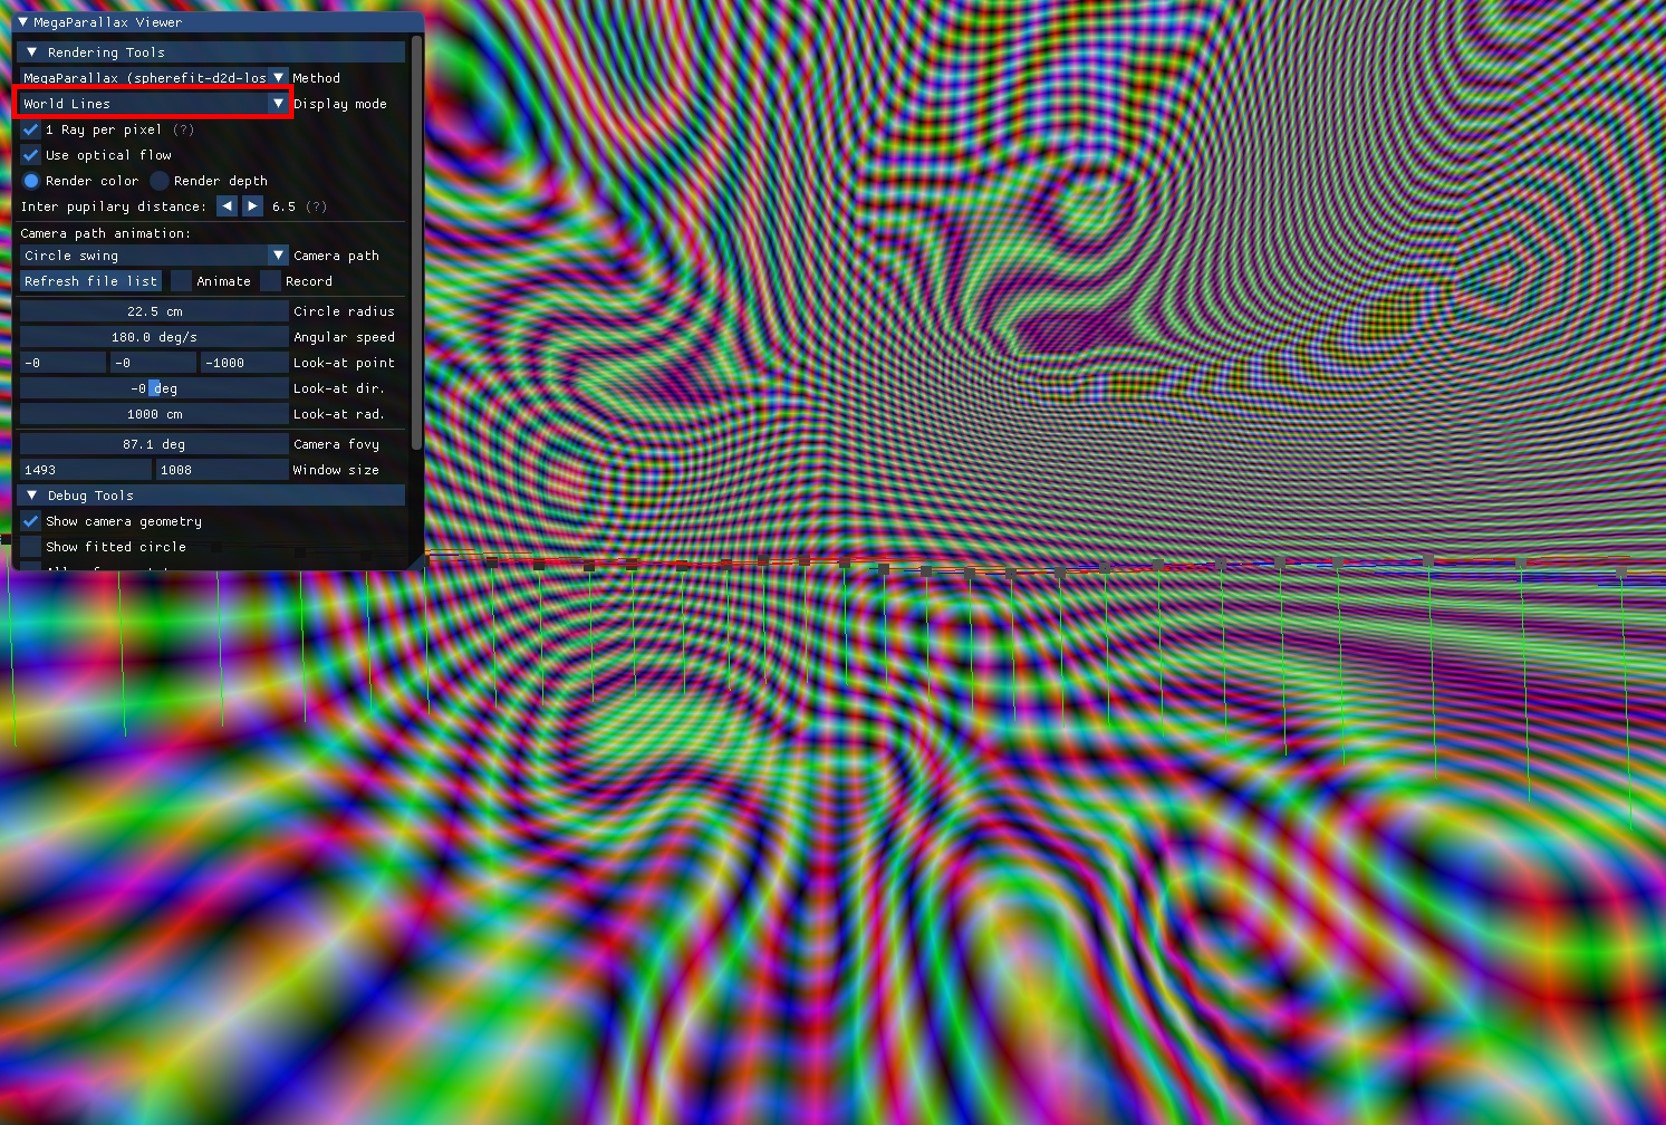 MegaParallax Viewer
Rendering Tools
MegaParallax (spherefit-d2d-los Method
World Lines Display mode
1 Ray per pixel (?)
Use optical flow
Render color Render depth
Inter pupilary distance: 6.5 (?)
Camera path animation:
Circle swing Camera path
Refresh file list Animate Record
22.5 cm Circle radius
180.0 deg/s Angular speed
-0 -0 -1000 Look-at point
-0 deg Look-at dir.
1000 cm Look-at rad.
87.1 deg Camera fovy
1493 1008 Window size
Debug Tools
Show camera geometry
Show fitted circle